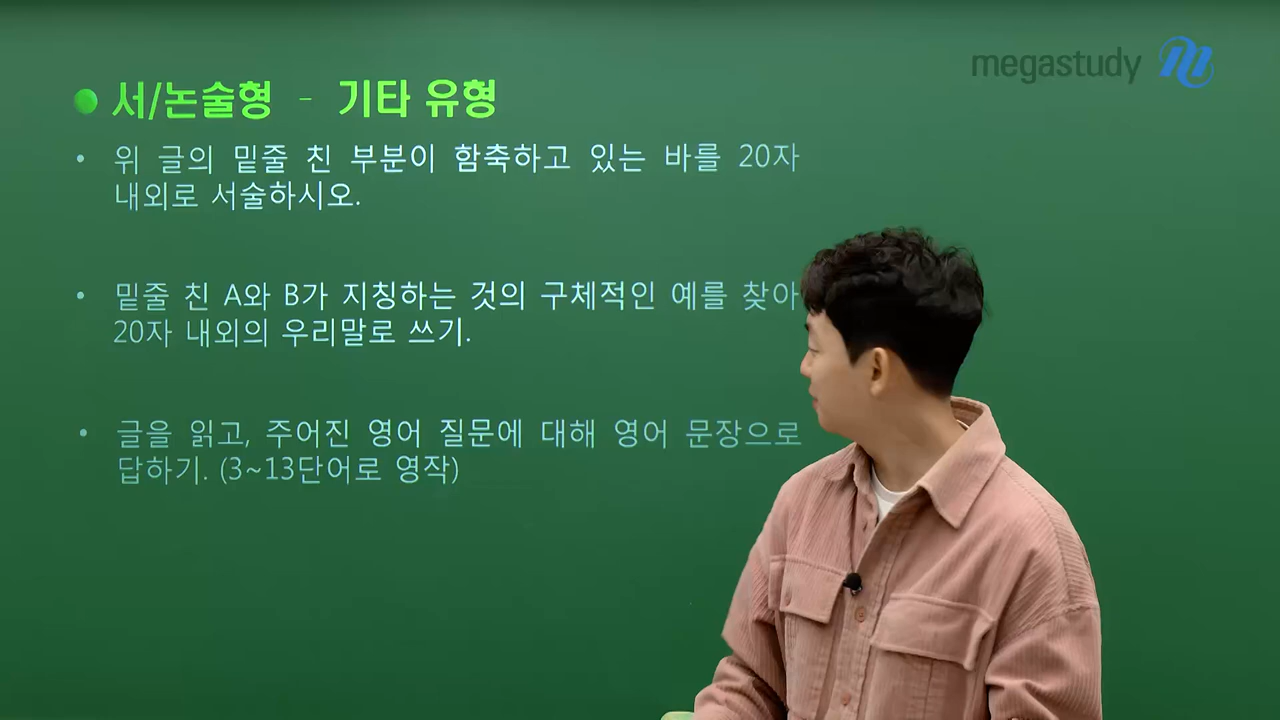 megastudy
서/논술형 - 기타 유형
• 위 글의 밑줄 친 부분이 함축하고 있는 바를 20자
내외로 서술하시오.
• 밑줄 친 A와 B가 지칭하는 것의 구체적인 예를 찾아
20자 내외의 우리말로 쓰기.
• 글을 읽고, 주어진 영어 질문에 대해 영어 문장으로
답하기. (3~13단어로 영작)